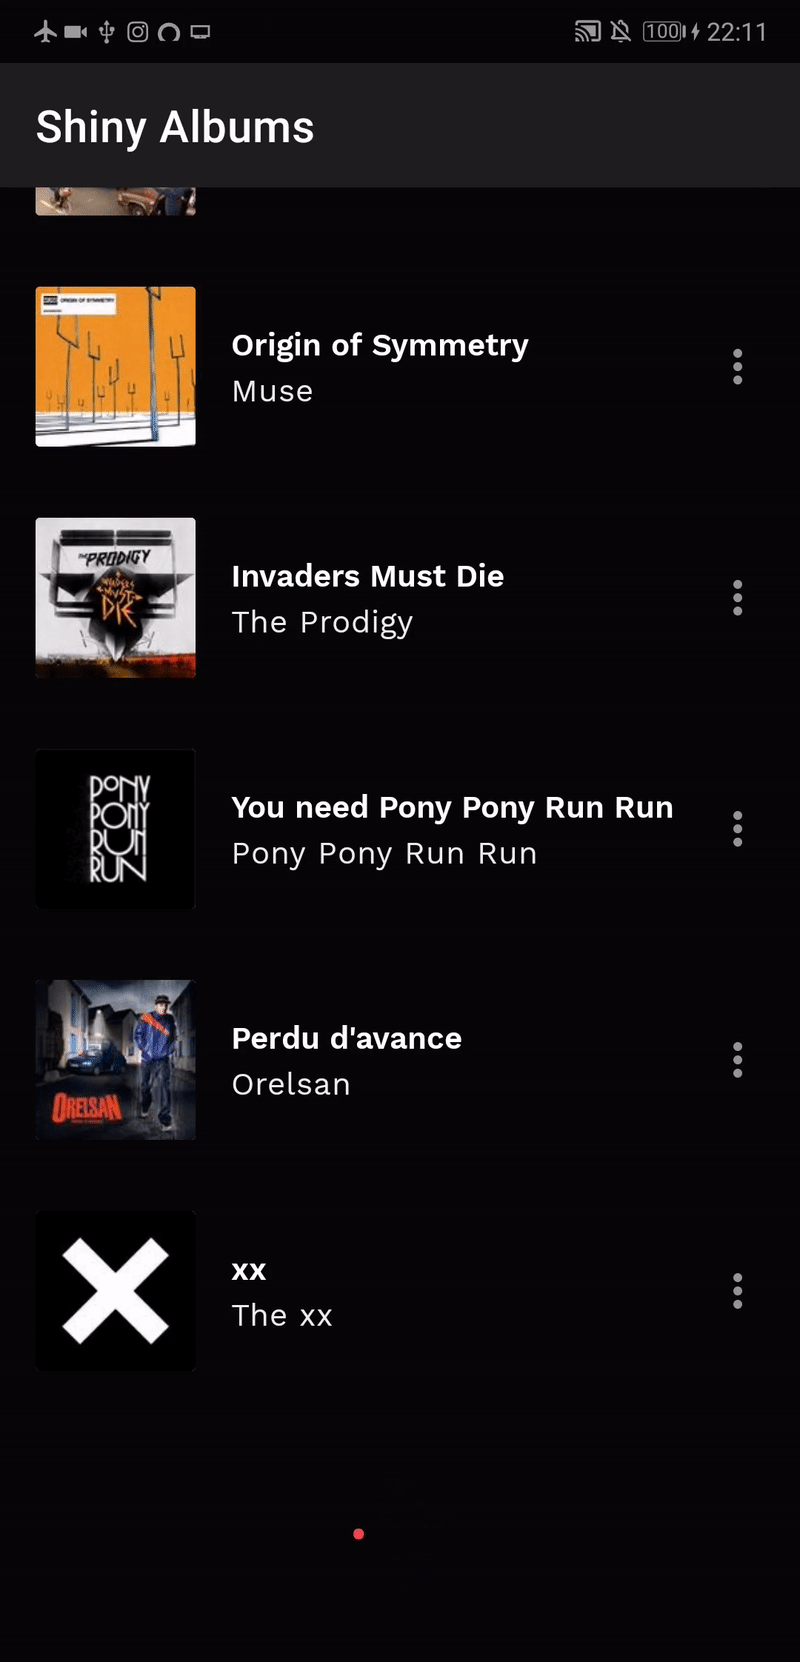 100 22:11
Shiny Albums
ORIGIN OF SYMMETRY
Origin of Symmetry
Muse
THE PRODIGY
INVADERS
MUST
DIE
Invaders Must Die
The Prodigy
PONY
PONY
RUN
RUN
You need Pony Pony Run Run
Pony Pony Run Run
ORELSAN
Perdu d'avance
Orelsan
xx
The xx